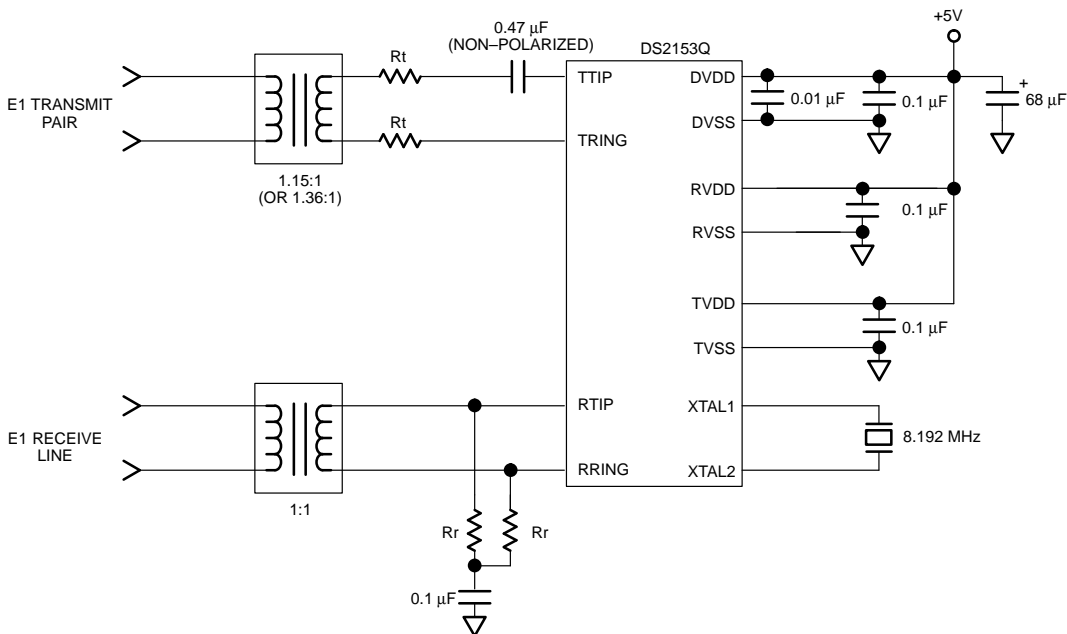 0.47 μF
(NON–POLARIZED)
Rt
Rt
E1 TRANSMIT
PAIR
1.15:1
(OR 1.36:1)
DS2153Q
TTIP
TRING
RTIP
RRING
DVDD
DVSS
RVDD
RVSS
TVDD
TVSS
XTAL1
XTAL2
+5V
0.01 μF
0.1 μF
+
68 μF
0.1 μF
0.1 μF
8.192 MHz
E1 RECEIVE
LINE
1:1
Rr
Rr
0.1 μF